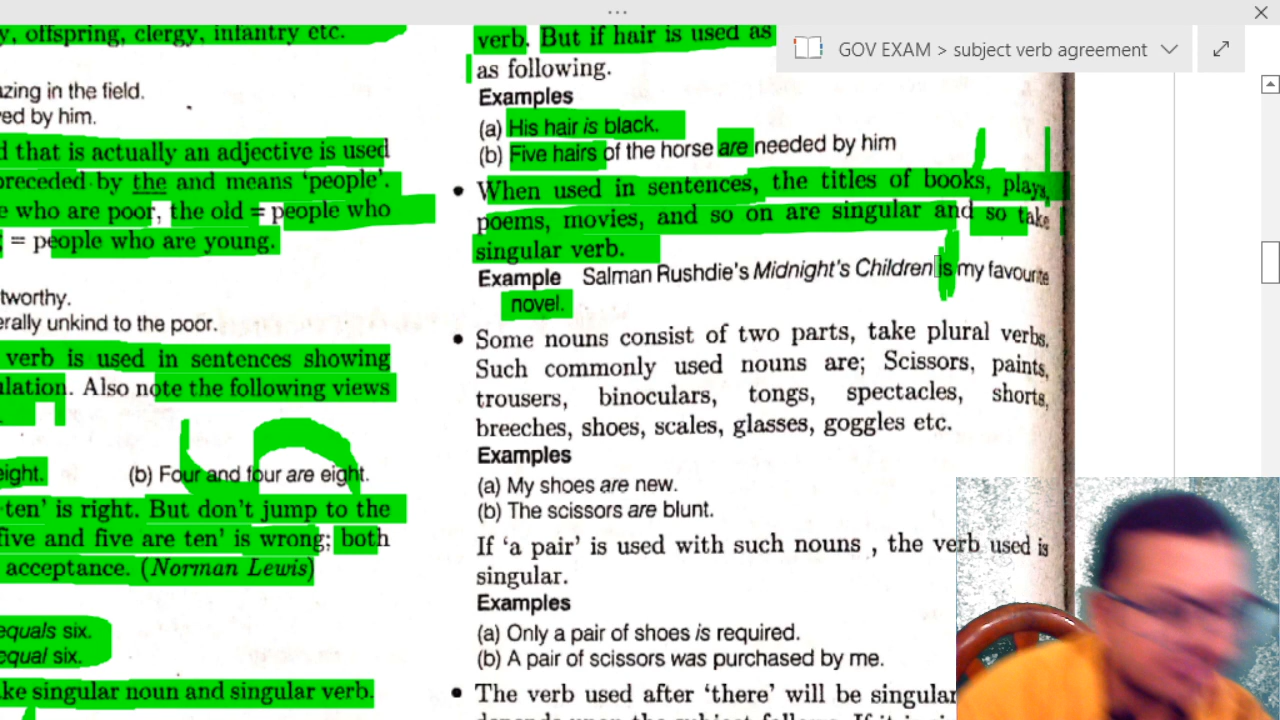 GOV EXAM > subject verb agreement
y, offspring, clergy, infantry etc.
zing in the field.
ed by him.
d that is actually an adjective is used
preceded by the and means ‘people’.
e who are poor, the old = people who
= people who are young.
tworthy.
erally unkind to the poor.
verb is used in sentences showing
ulation. Also note the following views
eight. (b) Four and four are eight.
ten’ is right. But don’t jump to the
five and five are ten’ is wrong; both
acceptance. (Norman Lewis)
equals six.
equal six.
ke singular noun and singular verb.
verb. But if hair is used as
as following.
Examples
(a) His hair is black.
(b) Five hairs of the horse are needed by him
• When used in sentences, the titles of books, plays,
poems, movies, and so on are singular and so take
singular verb.
Example Salman Rushdie's Midnight's Children is my favourite
novel.
• Some nouns consist of two parts, take plural verbs.
Such commonly used nouns are; Scissors, paints,
trousers, binoculars, tongs, spectacles, shorts,
breeches, shoes, scales, glasses, goggles etc.
Examples
(a) My shoes are new.
(b) The scissors are blunt.
If ‘a pair’ is used with such nouns , the verb used is
singular.
Examples
(a) Only a pair of shoes is required.
(b) A pair of scissors was purchased by me.
• The verb used after ‘there’ will be singular